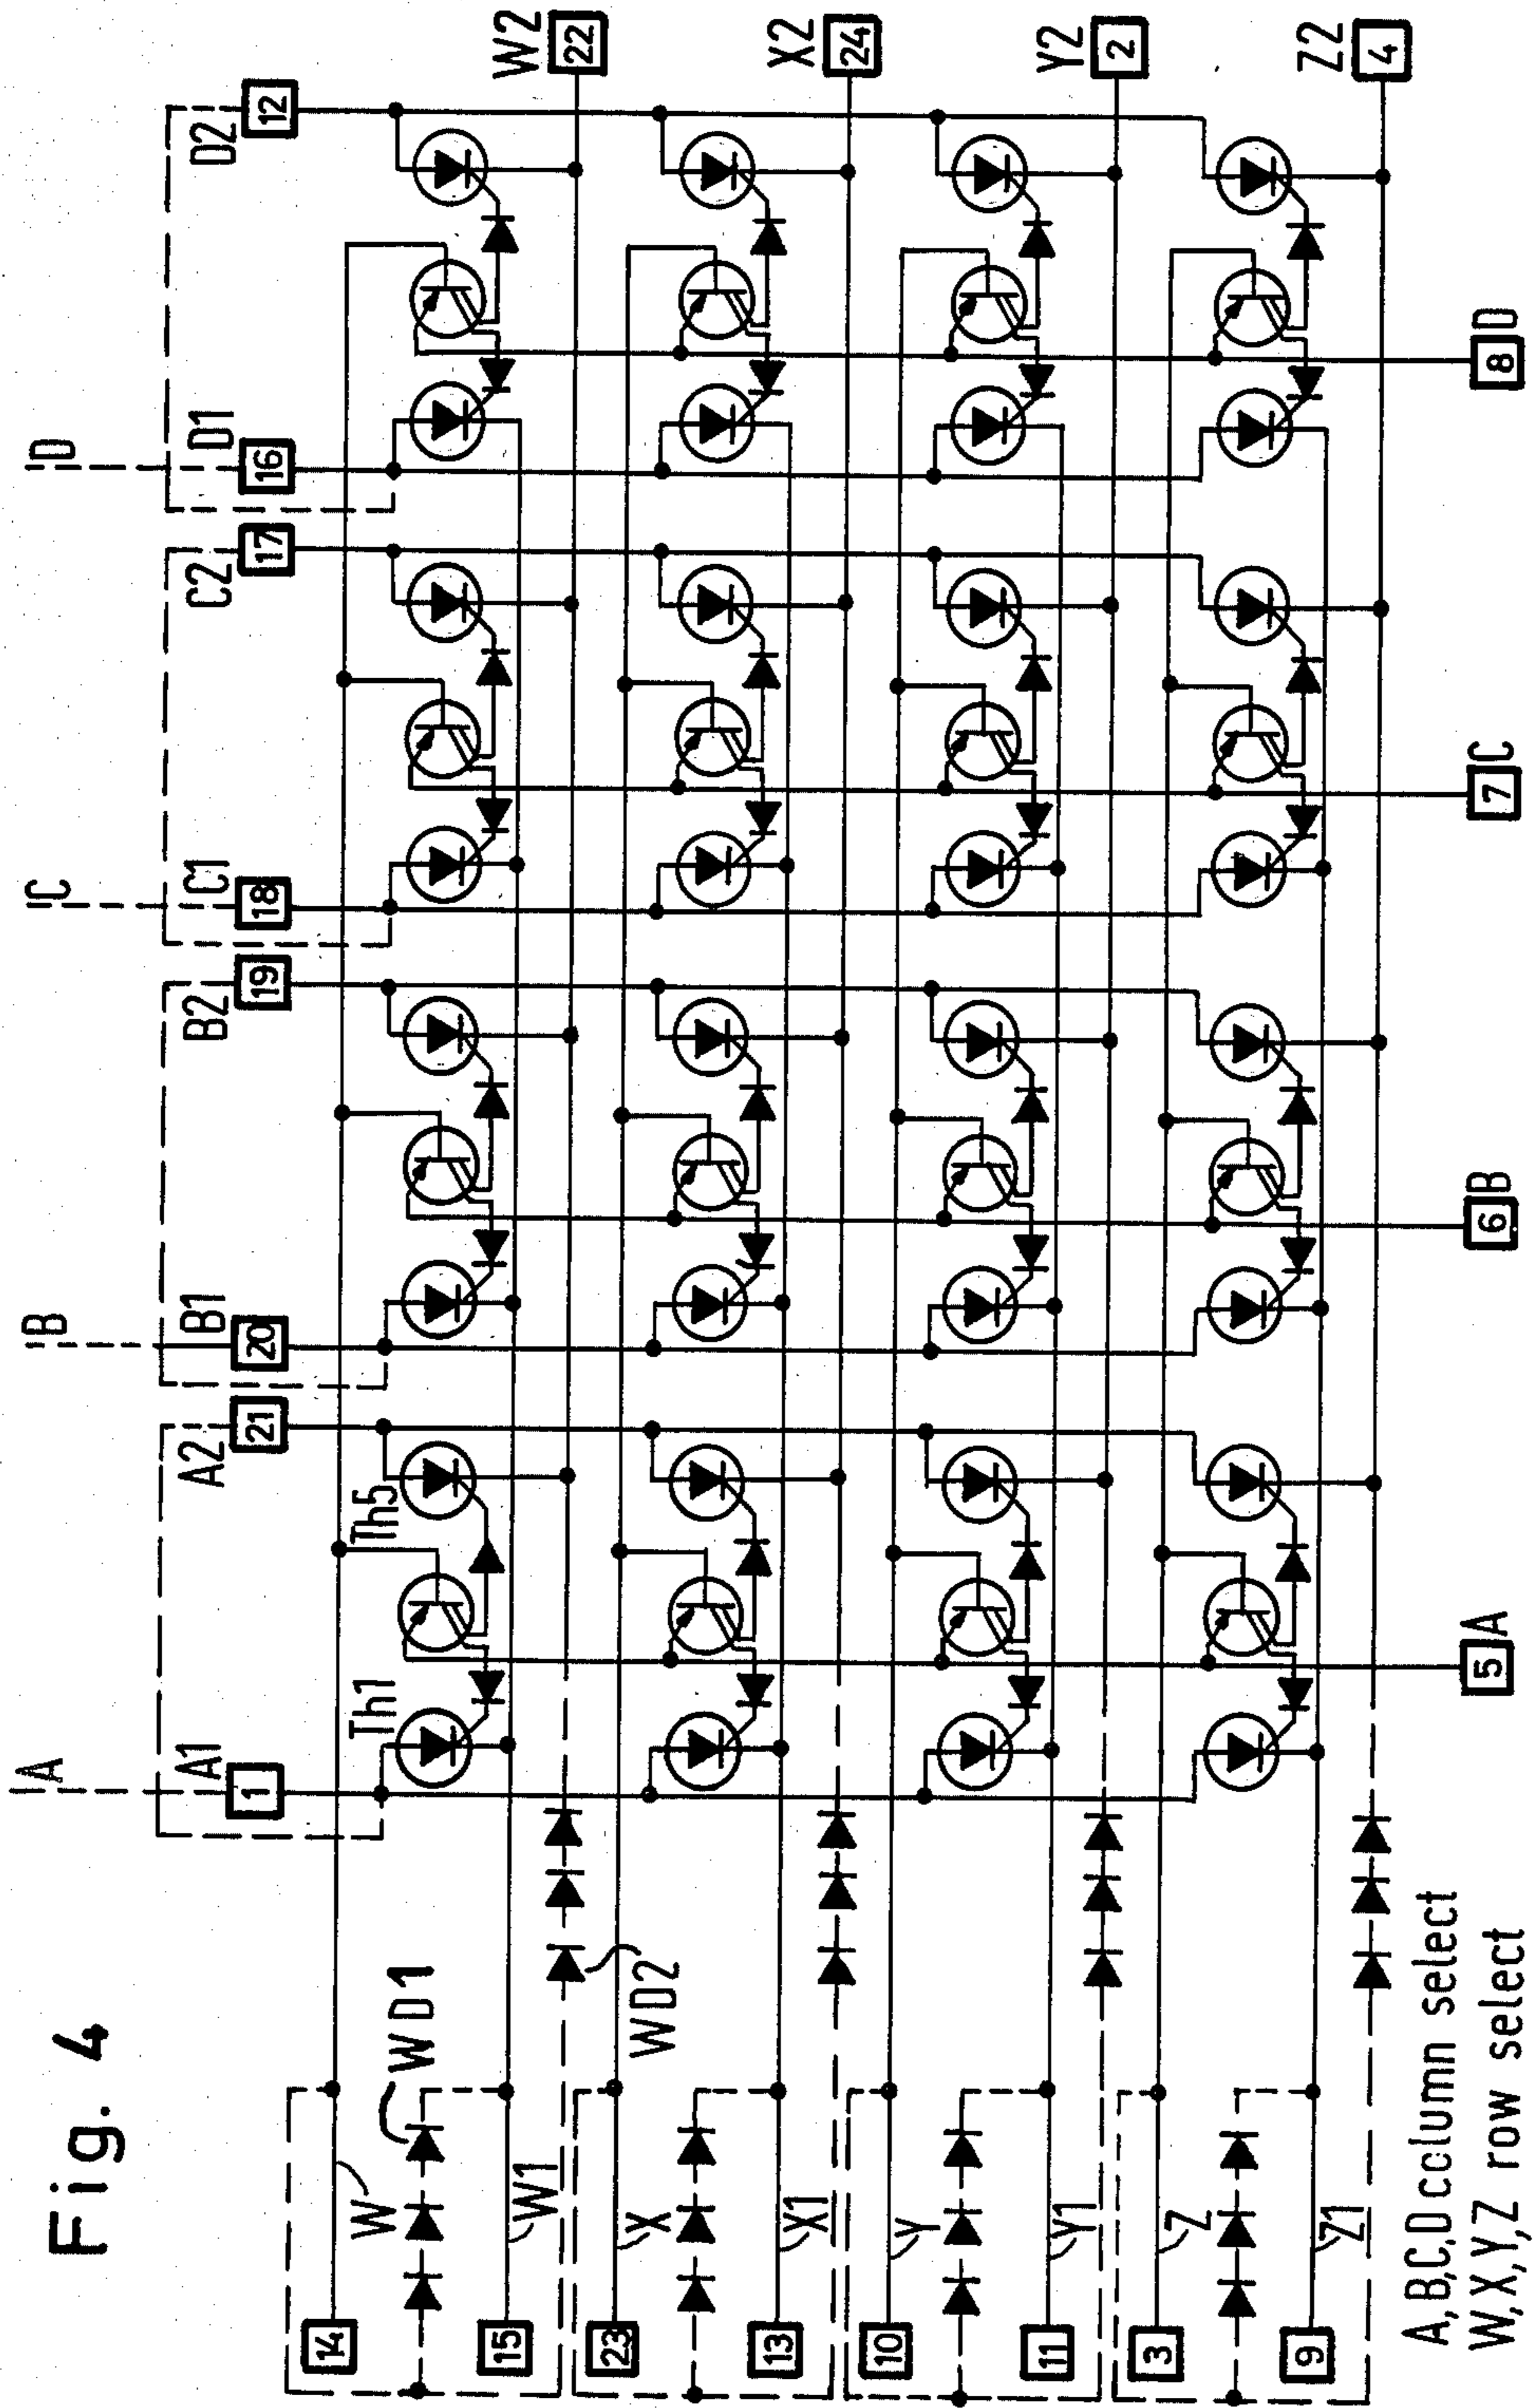 Fig. 4
A B C D
A1 A2 B1 B2 C1 C2 D1 D2
1 21 20 19 18 17 16 12
14
W WD1 Th1 Th5
15 W1 W2
22
23 X WD2
13 X1 X2
24
10 Y
11 Y1 Y2
2
3 Z
9 Z1 Z2
4
A,B,C,D column select
W,X,Y,Z row select
5 A 6 B 7 C 8 D